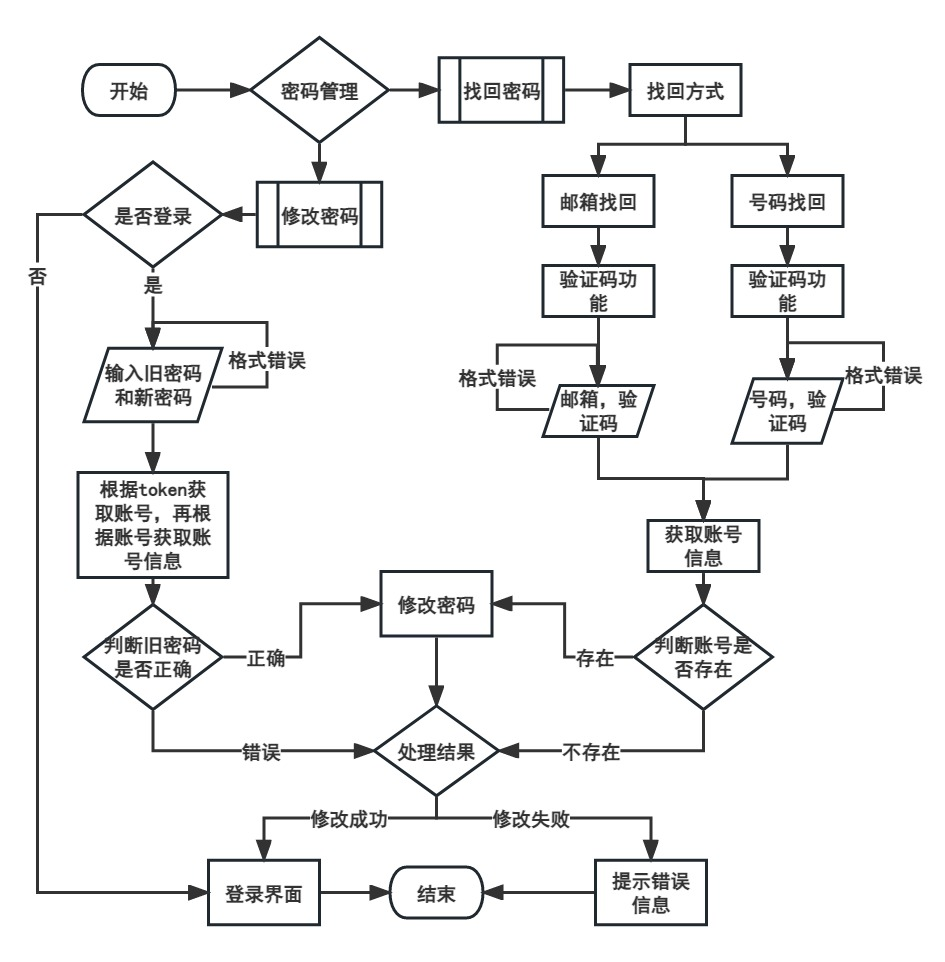 开始
密码管理
找回密码
找回方式
是否登录
修改密码
邮箱找回
号码找回
否
是
验证码功
能
验证码功
能
输入旧密码
和新密码
格式错误
格式错误
邮箱，验
证码
号码，验
证码
格式错误
根据token获
取账号，再根
据账号获取账
号信息
获取账号
信息
判断旧密码
是否正确
正确
修改密码
存在
判断账号是
否存在
错误
处理结果
不存在
修改成功
修改失败
登录界面
结束
提示错误
信息